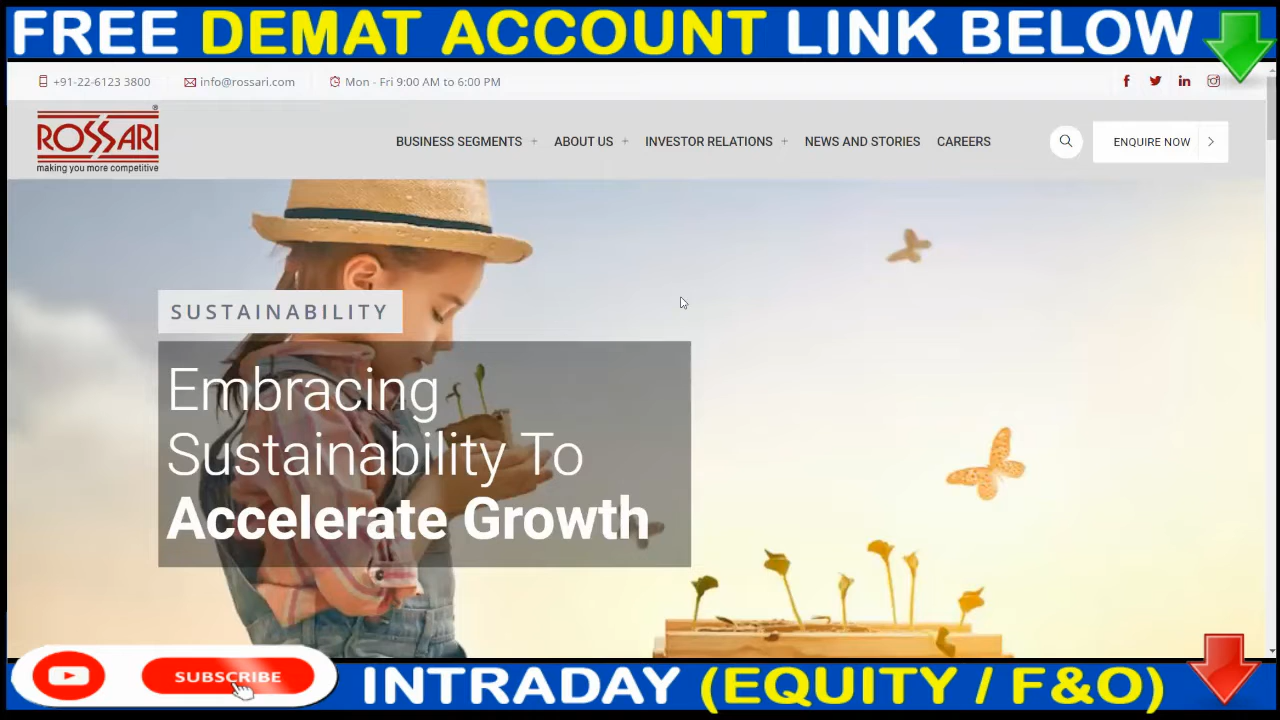 FREE DEMAT ACCOUNT LINK BELOW
+91-22-6123 3800 info@rossari.com Mon - Fri 9:00 AM to 6:00 PM
ROSSARI
making you more competitive
BUSINESS SEGMENTS + ABOUT US + INVESTOR RELATIONS + NEWS AND STORIES CAREERS ENQUIRE NOW
SUSTAINABILITY
Embracing
Sustainability To
Accelerate Growth
SUBSCRIBE
INTRADAY (EQUITY / F&O)